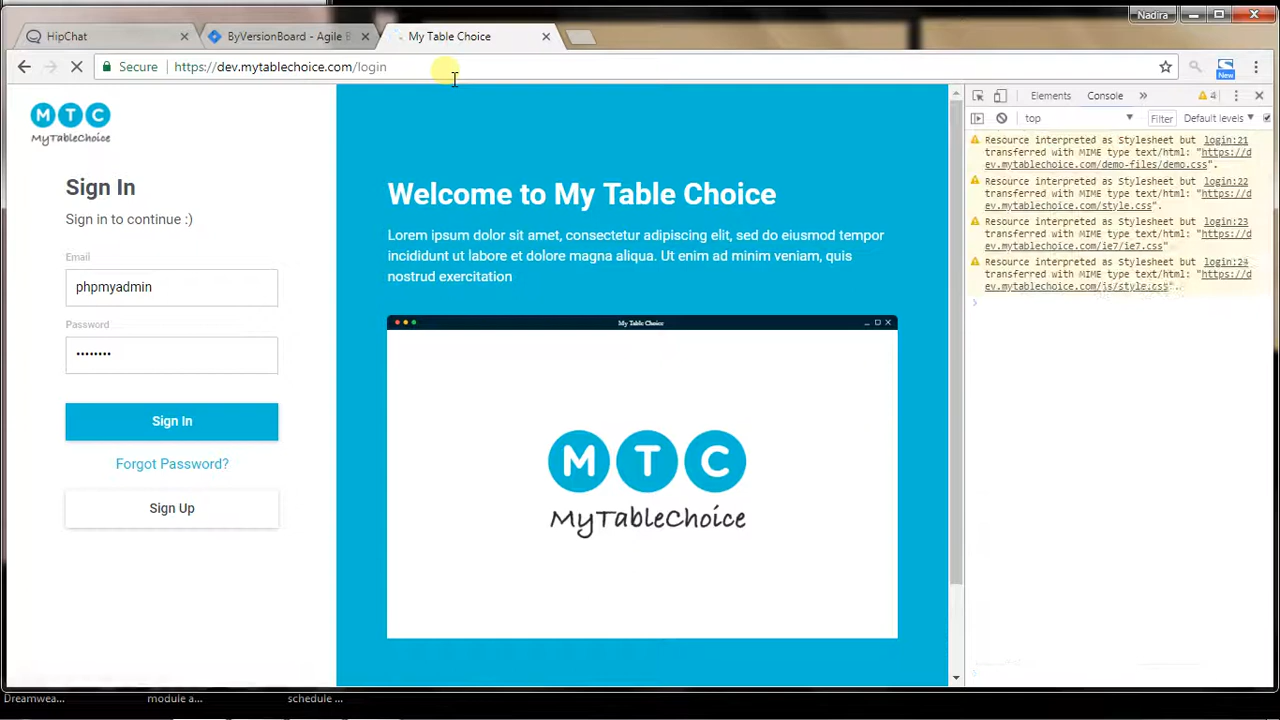 Nadira
HipChat
ByVersionBoard - Agile B
My Table Choice
Secure
https://dev.mytablechoice.com/login
New
M T C
MyTableChoice
Sign In
Sign in to continue :)
Email
phpmyadmin
Password
••••••••
Sign In
Forgot Password?
Sign Up
Welcome to My Table Choice
Lorem ipsum dolor sit amet, consectetur adipiscing elit, sed do eiusmod tempor
incididunt ut labore et dolore magna aliqua. Ut enim ad minim veniam, quis
nostrud exercitation
My Table Choice
M T C
MyTableChoice
Elements
Console
4
top
Filter
Default levels
Resource interpreted as Stylesheet but login:21
transferred with MIME type text/html: "https://d
ev.mytablechoice.com/demo-files/demo.css".
Resource interpreted as Stylesheet but login:22
transferred with MIME type text/html: "https://d
ev.mytablechoice.com/style.css".
Resource interpreted as Stylesheet but login:23
transferred with MIME type text/html: "https://d
ev.mytablechoice.com/ie7/ie7.css"
Resource interpreted as Stylesheet but login:24
transferred with MIME type text/html: "https://d
ev.mytablechoice.com/js/style.css".
Dreamwea...
module a...
schedule ...